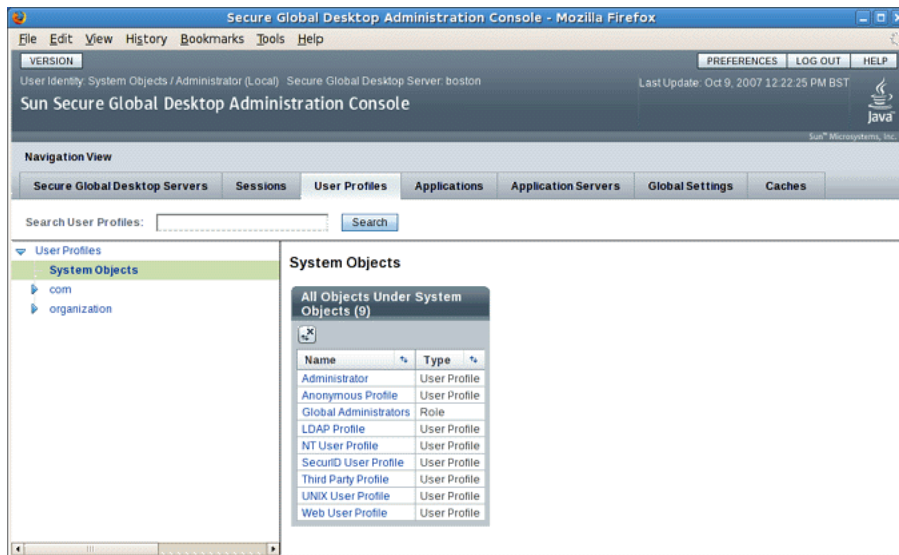 Secure Global Desktop Administration Console - Mozilla Firefox
File Edit View History Bookmarks Tools Help
VERSION PREFERENCES LOG OUT HELP
User Identity: System Objects / Administrator (Local) Secure Global Desktop Server: boston Last Update: Oct 9, 2007 12:22:25 PM BST
Sun Secure Global Desktop Administration Console
Java
Sun™ Microsystems, Inc.
Navigation View
Secure Global Desktop Servers Sessions User Profiles Applications Application Servers Global Settings Caches
Search User Profiles: Search
User Profiles
System Objects
com
organization
System Objects
All Objects Under System
Objects (9)
Name Type
Administrator User Profile
Anonymous Profile User Profile
Global Administrators Role
LDAP Profile User Profile
NT User Profile User Profile
SecurID User Profile User Profile
Third Party Profile User Profile
UNIX User Profile User Profile
Web User Profile User Profile